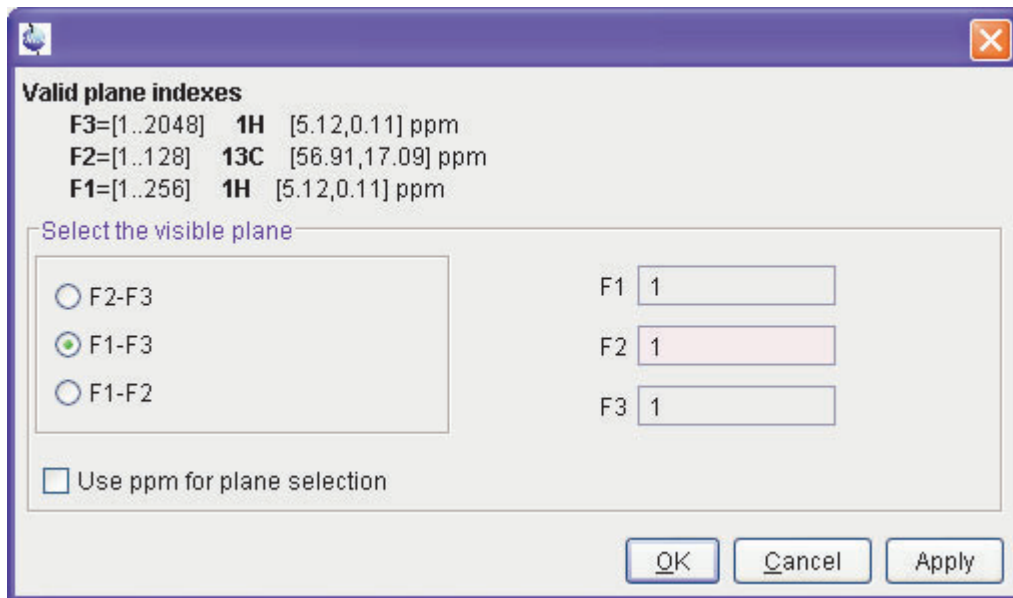 Valid plane indexes
F3=[1..2048] 1H [5.12,0.11] ppm
F2=[1..128] 13C [56.91,17.09] ppm
F1=[1..256] 1H [5.12,0.11] ppm
Select the visible plane
F2-F3
F1-F3
F1-F2
F1 1
F2 1
F3 1
Use ppm for plane selection
OK Cancel Apply